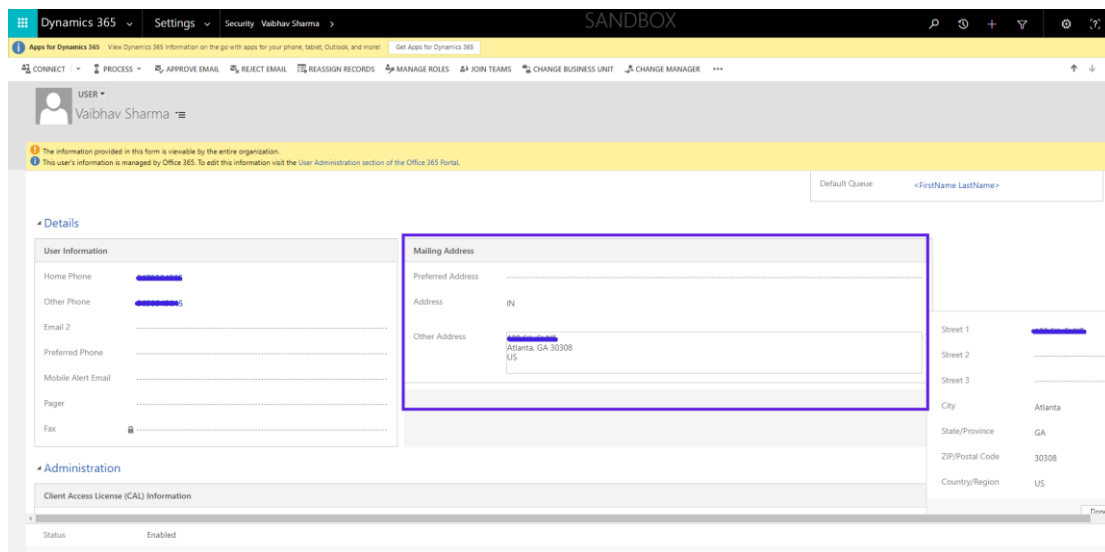 Dynamics 365 Settings Security Vaibhav Sharma > SANDBOX
Apps for Dynamics 365 View Dynamics 365 information on the go with apps for your phone, tablet, Outlook, and more! Get Apps for Dynamics 365
CONNECT PROCESS APPROVE EMAIL REJECT EMAIL REASSIGN RECORDS MANAGE ROLES JOIN TEAMS CHANGE BUSINESS UNIT CHANGE MANAGER ...
USER
Vaibhav Sharma
The information provided in this form is viewable by the entire organization.
This user's information is managed by Office 365. To edit this information visit the User Administration section of the Office 365 Portal.
Default Queue <FirstName LastName>
Details
User Information
Home Phone
Other Phone
Email 2
Preferred Phone
Mobile Alert Email
Pager
Fax
Mailing Address
Preferred Address
Address IN
Other Address
Atlanta, GA 30308
US
Street 1
Street 2
Street 3
City Atlanta
State/Province GA
ZIP/Postal Code 30308
Country/Region US
Done
Administration
Client Access License (CAL) Information
Status Enabled